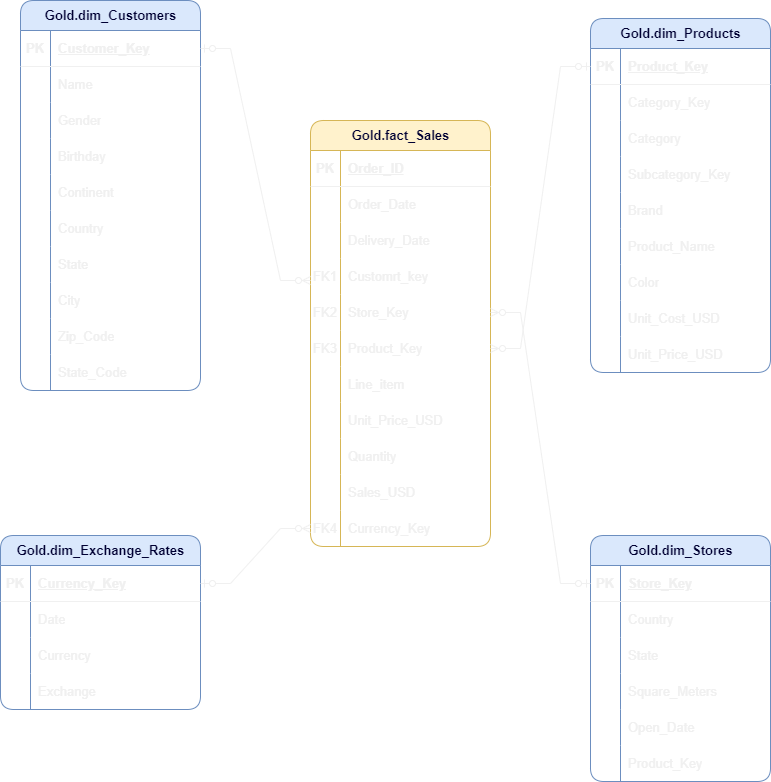 Gold.dim_Customers
PK Customer_Key
Name
Gender
Birthday
Continent
Country
State
City
Zip_Code
State_Code
Gold.fact_Sales
PK Order_ID
Order_Date
Delivery_Date
FK1 Customrt_key
FK2 Store_Key
FK3 Product_Key
Line_item
Unit_Price_USD
Quantity
Sales_USD
FK4 Currency_Key
Gold.dim_Products
PK Product_Key
Category_Key
Category
Subcategory_Key
Brand
Product_Name
Color
Unit_Cost_USD
Unit_Price_USD
Gold.dim_Exchange_Rates
PK Currency_Key
Date
Currency
Exchange
Gold.dim_Stores
PK Store_Key
Country
State
Square_Meters
Open_Date
Product_Key